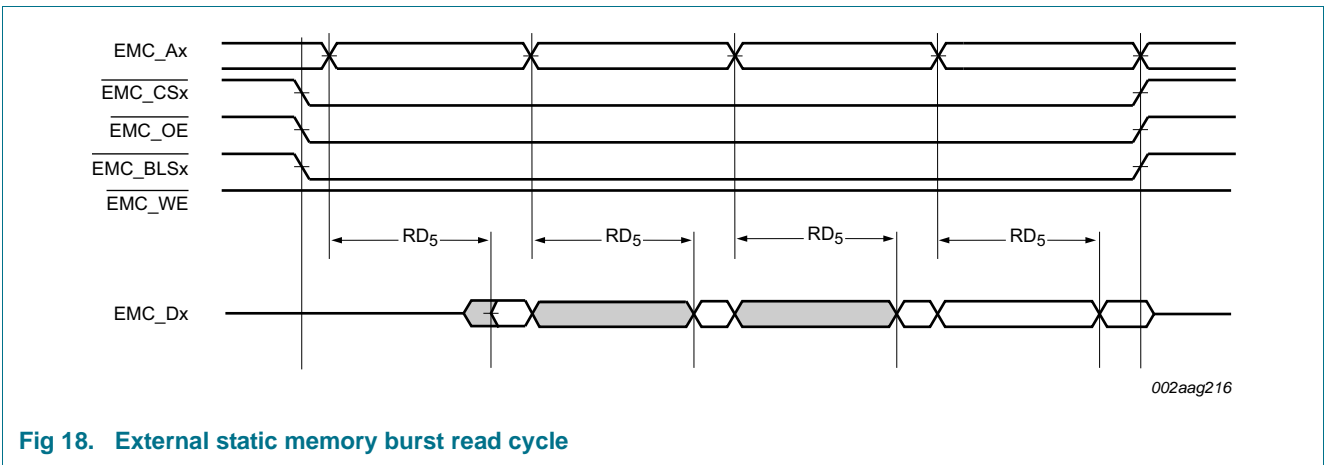 EMC_Ax
EMC_CSx
EMC_OE
EMC_BLSx
EMC_WE
RD5 RD5 RD5 RD5
EMC_Dx
002aag216
Fig 18. External static memory burst read cycle